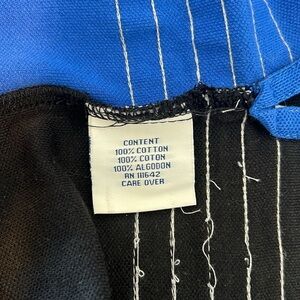 CONTENT
100% COTTON
100% COTON
100% ALGODON
RN 111642
CARE OVER